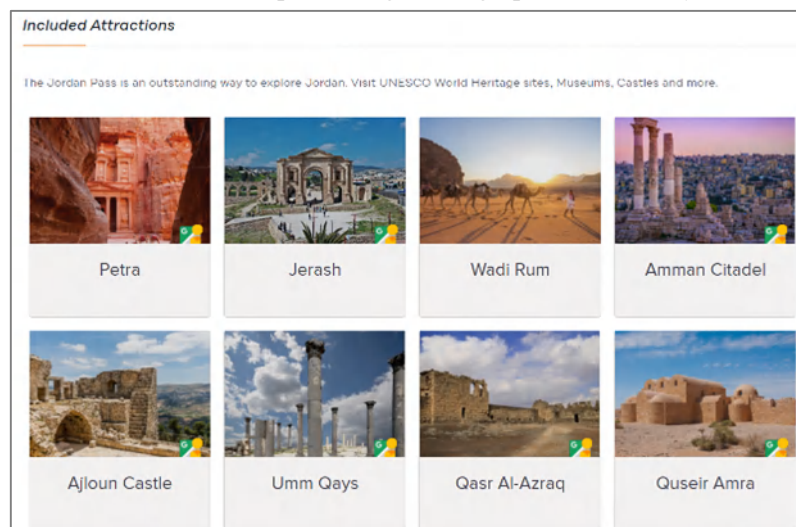 Included Attractions
The Jordan Pass is an outstanding way to explore Jordan. Visit UNESCO World Heritage sites, Museums, Castles and more.
Petra
Jerash
Wadi Rum
Amman Citadel
Ajloun Castle
Umm Qays
Qasr Al-Azraq
Quseir Amra